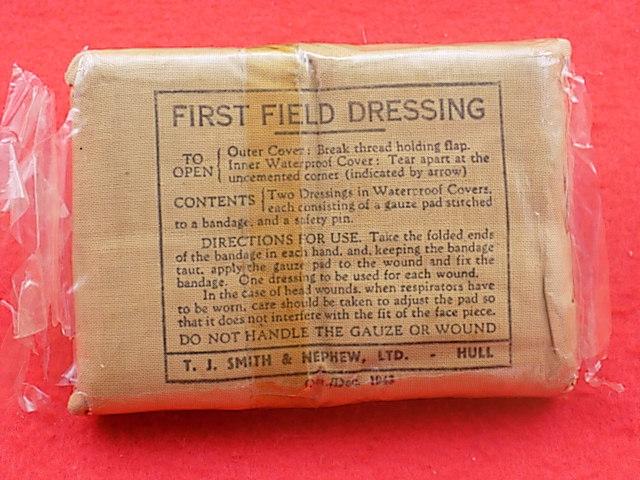 FIRST FIELD DRESSING
TO OPEN { Outer Cover: Break thread holding flap.
Inner Waterproof Cover: Tear apart at the
uncemented corner (indicated by arrow)
CONTENTS { Two Dressings in Waterproof Covers,
each consisting of a gauze pad stitched
to a bandage, and a safety pin.
DIRECTIONS FOR USE. Take the folded ends
of the bandage in each hand, and, keeping the bandage
taut, apply the gauze pad to the wound and fix the
bandage. One dressing to be used for each wound.
In the case of head wounds, when respirators have
to be worn, care should be taken to adjust the pad so
that it does not interfere with the fit of the face piece.
DO NOT HANDLE THE GAUZE OR WOUND
T. J. SMITH & NEPHEW, LTD. - HULL
Dec. 1943